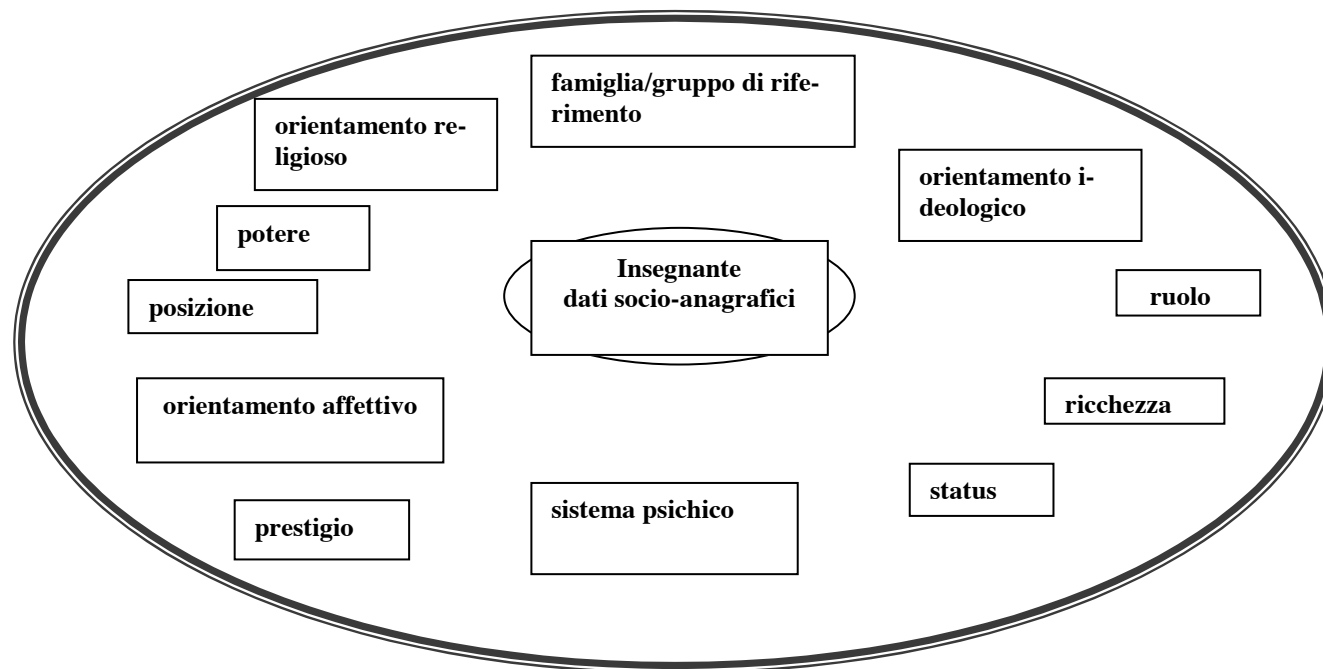 famiglia/gruppo di rife-
rimento
orientamento re-
ligioso
orientamento i-
deologico
potere
Insegnante
dati socio-anagrafici
posizione
ruolo
orientamento affettivo
ricchezza
status
sistema psichico
prestigio